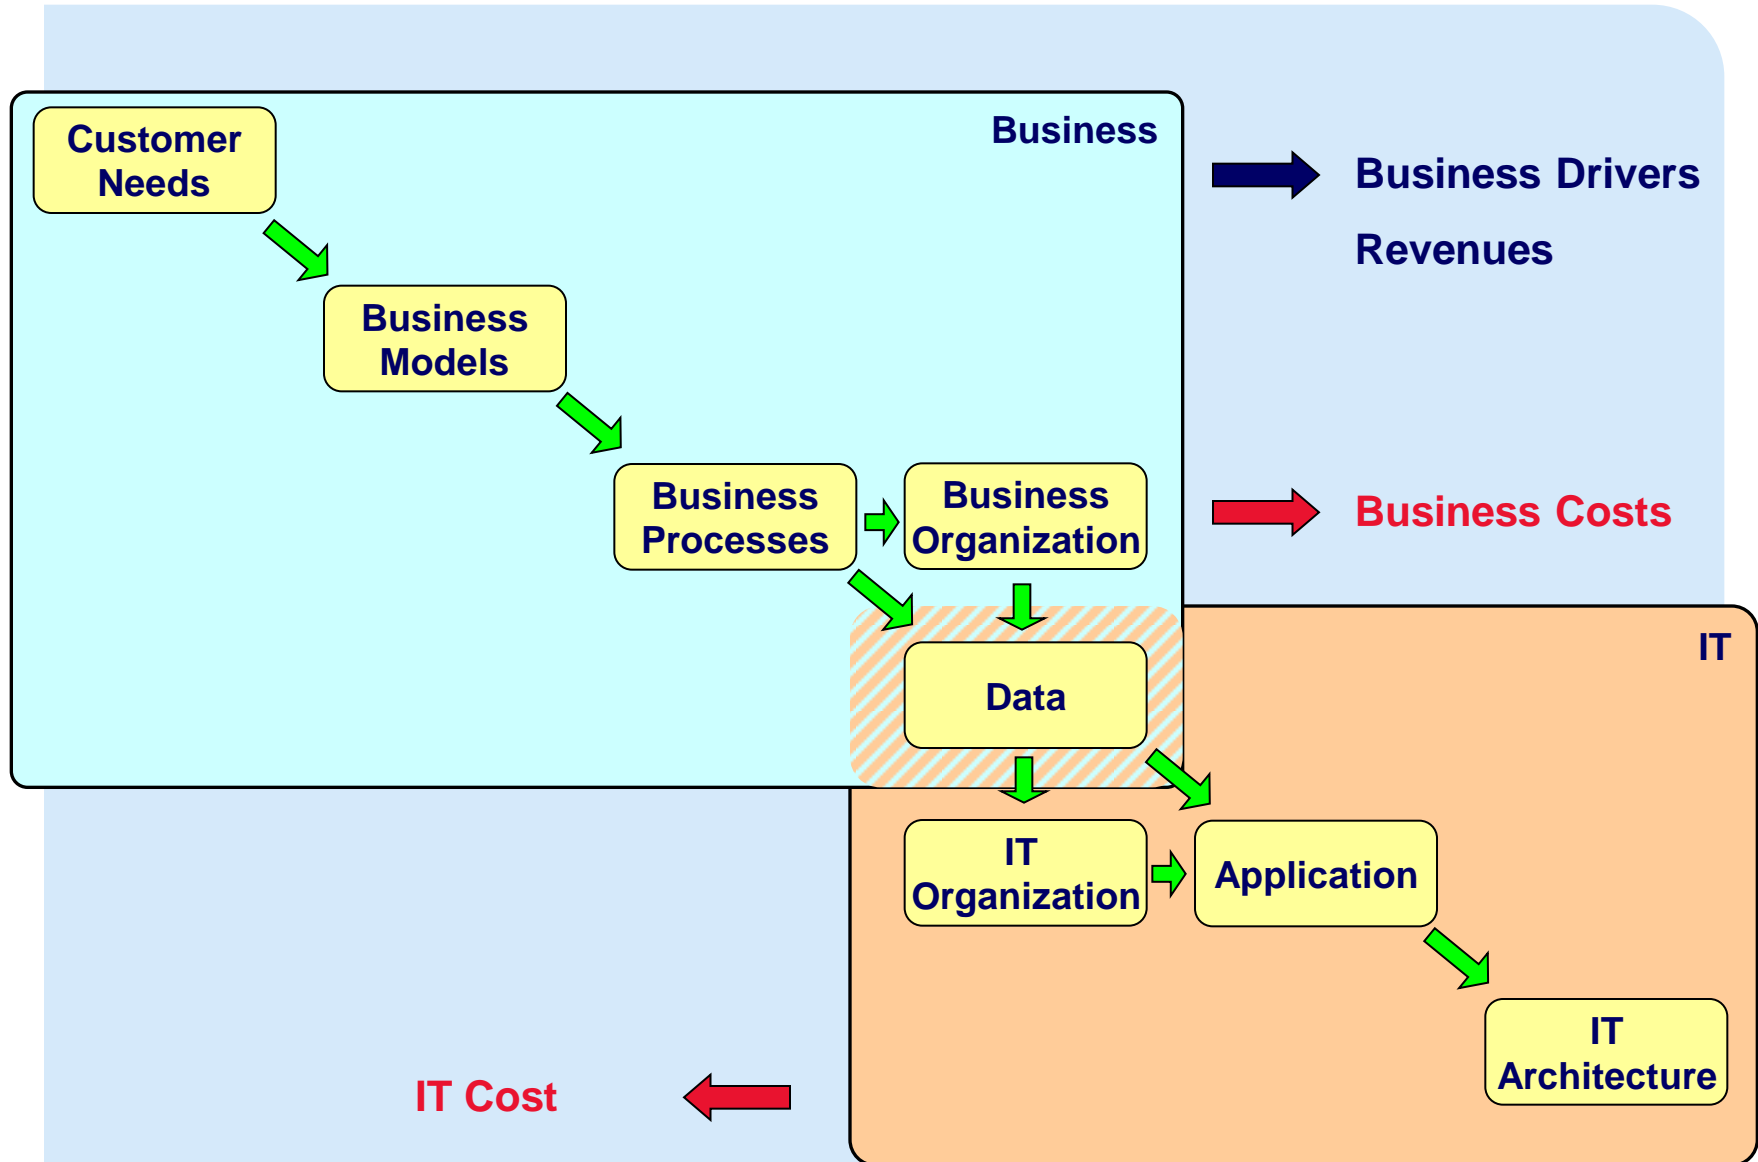 Business
Customer
Needs
Business Drivers
Revenues
Business
Models
Business
Processes
Business
Organization
Business Costs
IT
Data
IT
Organization
Application
IT
Architecture
IT Cost